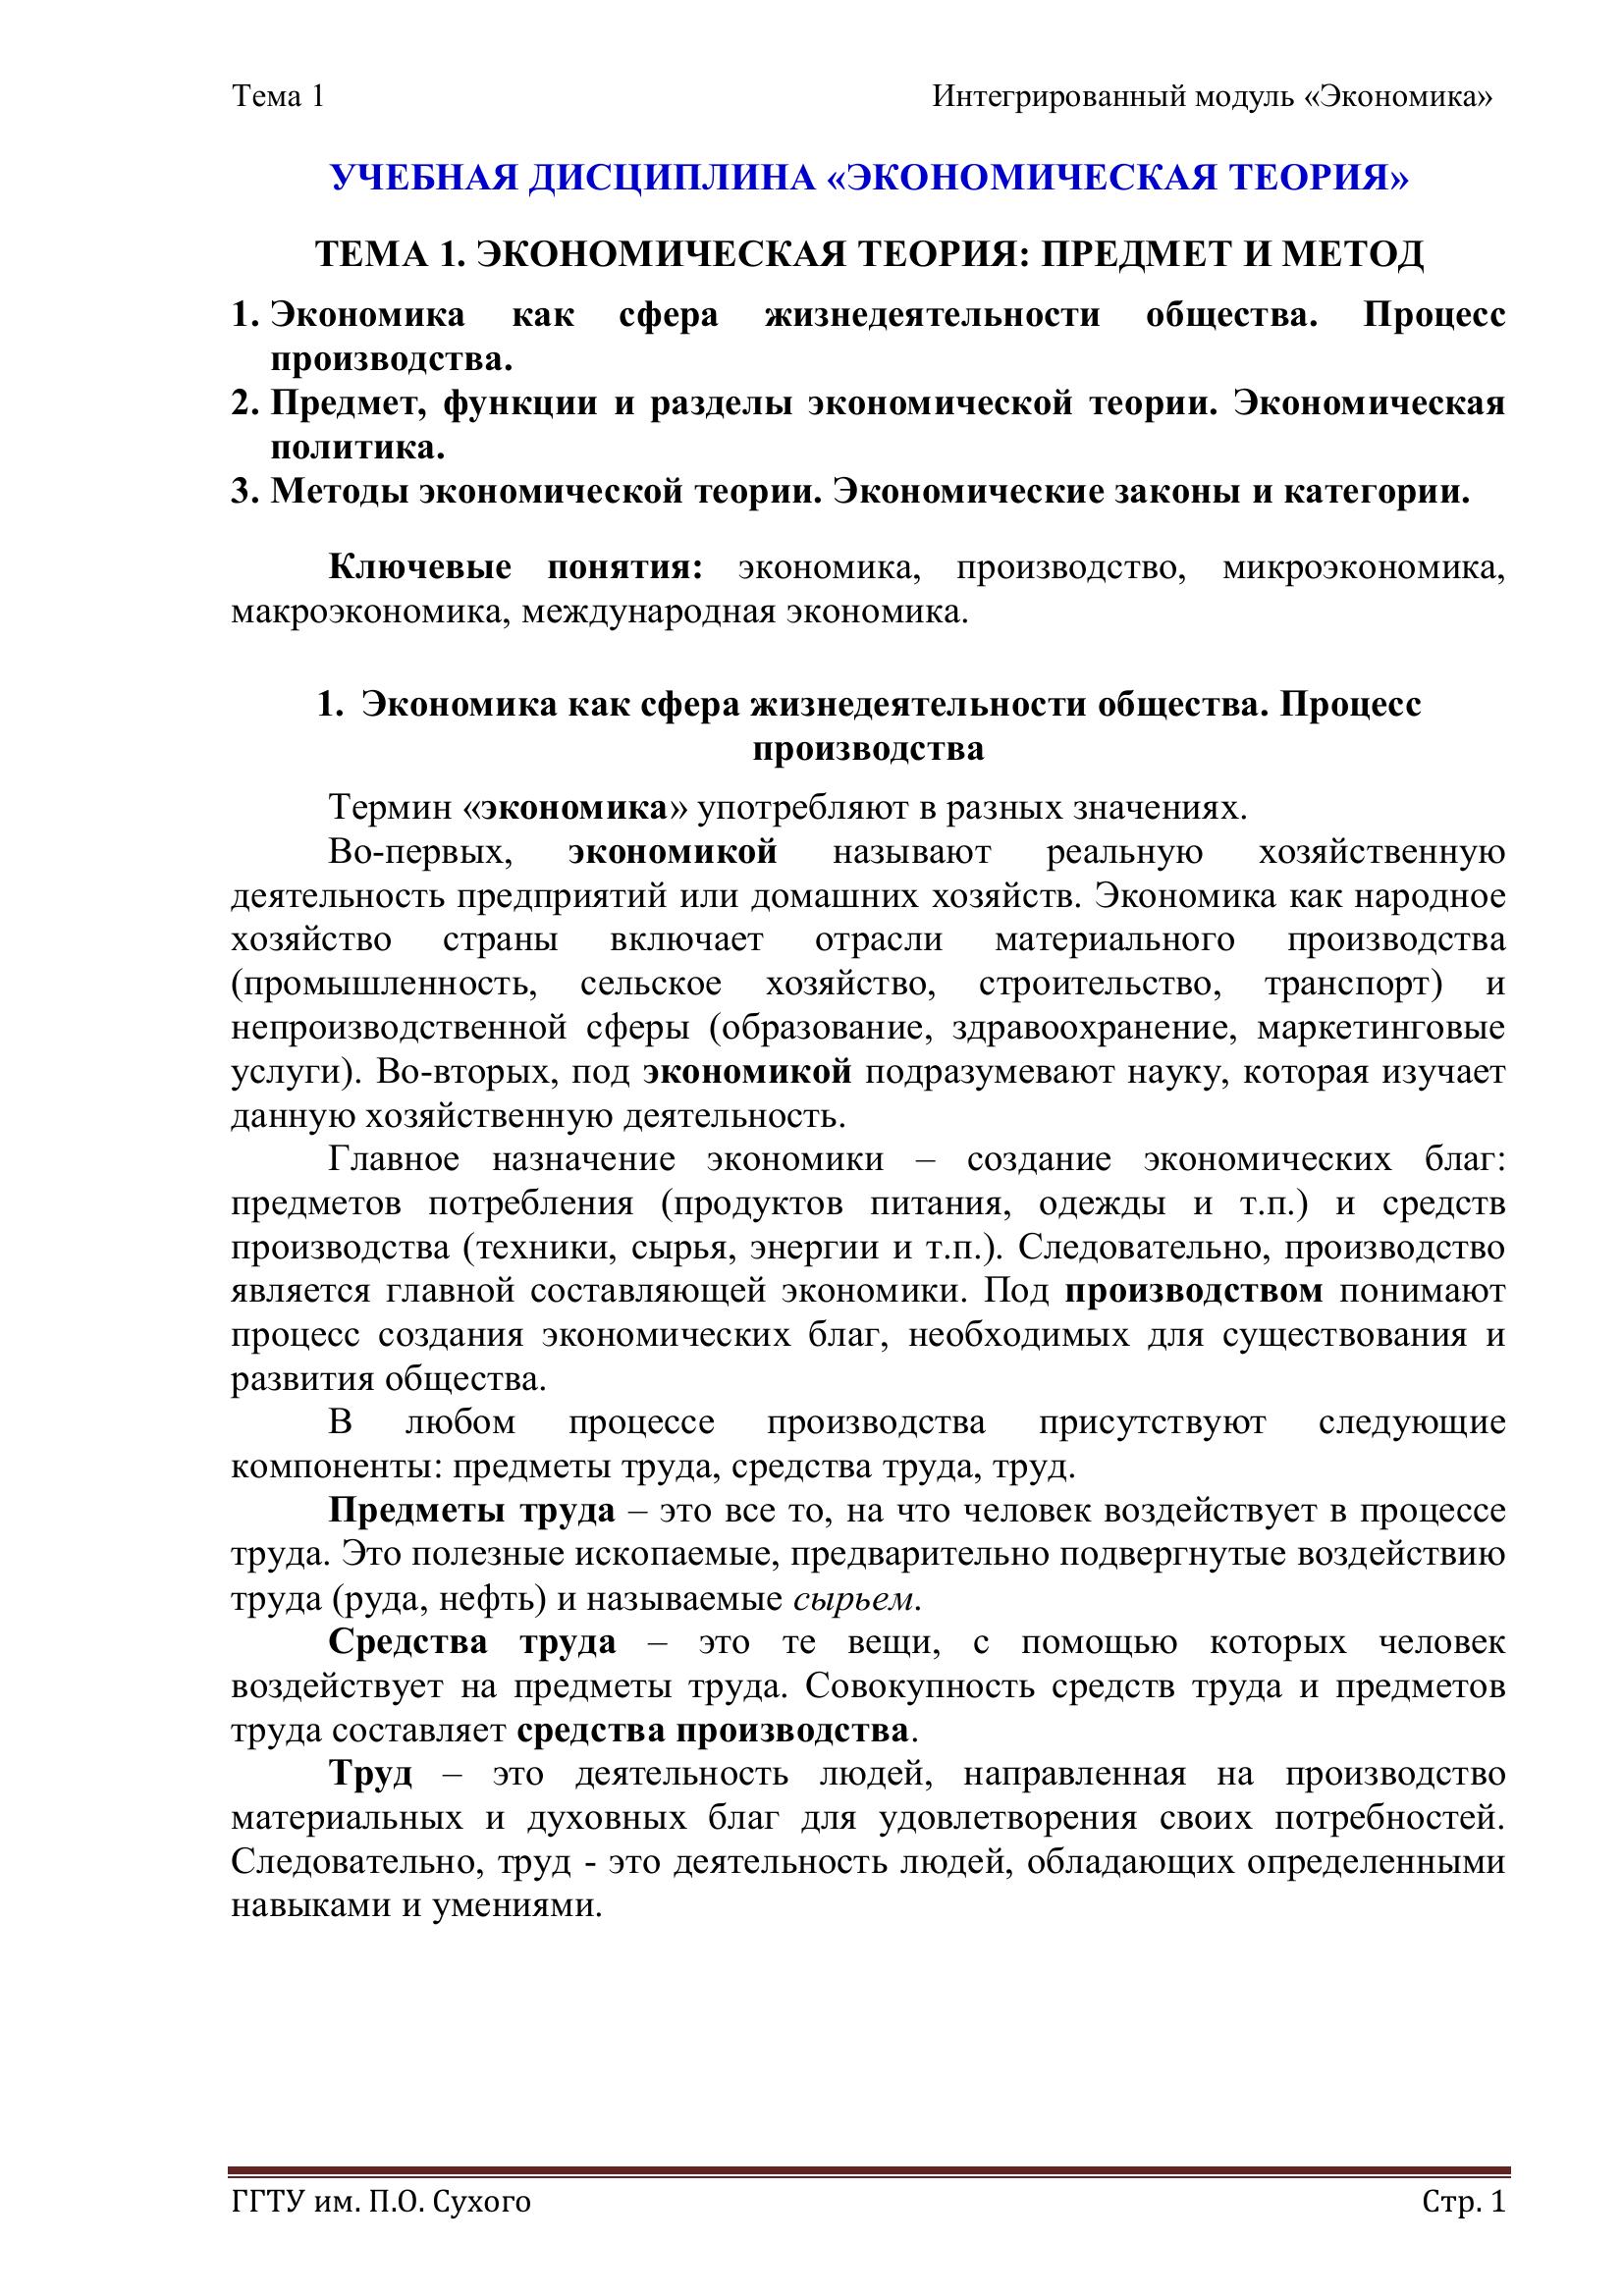 Тема 1 Интегрированный модуль «Экономика»
УЧЕБНАЯ ДИСЦИПЛИНА «ЭКОНОМИЧЕСКАЯ ТЕОРИЯ»
ТЕМА 1. ЭКОНОМИЧЕСКАЯ ТЕОРИЯ: ПРЕДМЕТ И МЕТОД
1. Экономика как сфера жизнедеятельности общества. Процесс
производства.
2. Предмет, функции и разделы экономической теории. Экономическая
политика.
3. Методы экономической теории. Экономические законы и категории.
Ключевые понятия: экономика, производство, микроэкономика,
макроэкономика, международная экономика.
1. Экономика как сфера жизнедеятельности общества. Процесс
производства
Термин «экономика» употребляют в разных значениях.
Во-первых, экономикой называют реальную хозяйственную
деятельность предприятий или домашних хозяйств. Экономика как народное
хозяйство страны включает отрасли материального производства
(промышленность, сельское хозяйство, строительство, транспорт) и
непроизводственной сферы (образование, здравоохранение, маркетинговые
услуги). Во-вторых, под экономикой подразумевают науку, которая изучает
данную хозяйственную деятельность.
Главное назначение экономики – создание экономических благ:
предметов потребления (продуктов питания, одежды и т.п.) и средств
производства (техники, сырья, энергии и т.п.). Следовательно, производство
является главной составляющей экономики. Под производством понимают
процесс создания экономических благ, необходимых для существования и
развития общества.
В любом процессе производства присутствуют следующие
компоненты: предметы труда, средства труда, труд.
Предметы труда – это все то, на что человек воздействует в процессе
труда. Это полезные ископаемые, предварительно подвергнутые воздействию
труда (руда, нефть) и называемые сырьем.
Средства труда – это те вещи, с помощью которых человек
воздействует на предметы труда. Совокупность средств труда и предметов
труда составляет средства производства.
Труд – это деятельность людей, направленная на производство
материальных и духовных благ для удовлетворения своих потребностей.
Следовательно, труд - это деятельность людей, обладающих определенными
навыками и умениями.
ГГТУ им. П.О. Сухого Стр. 1